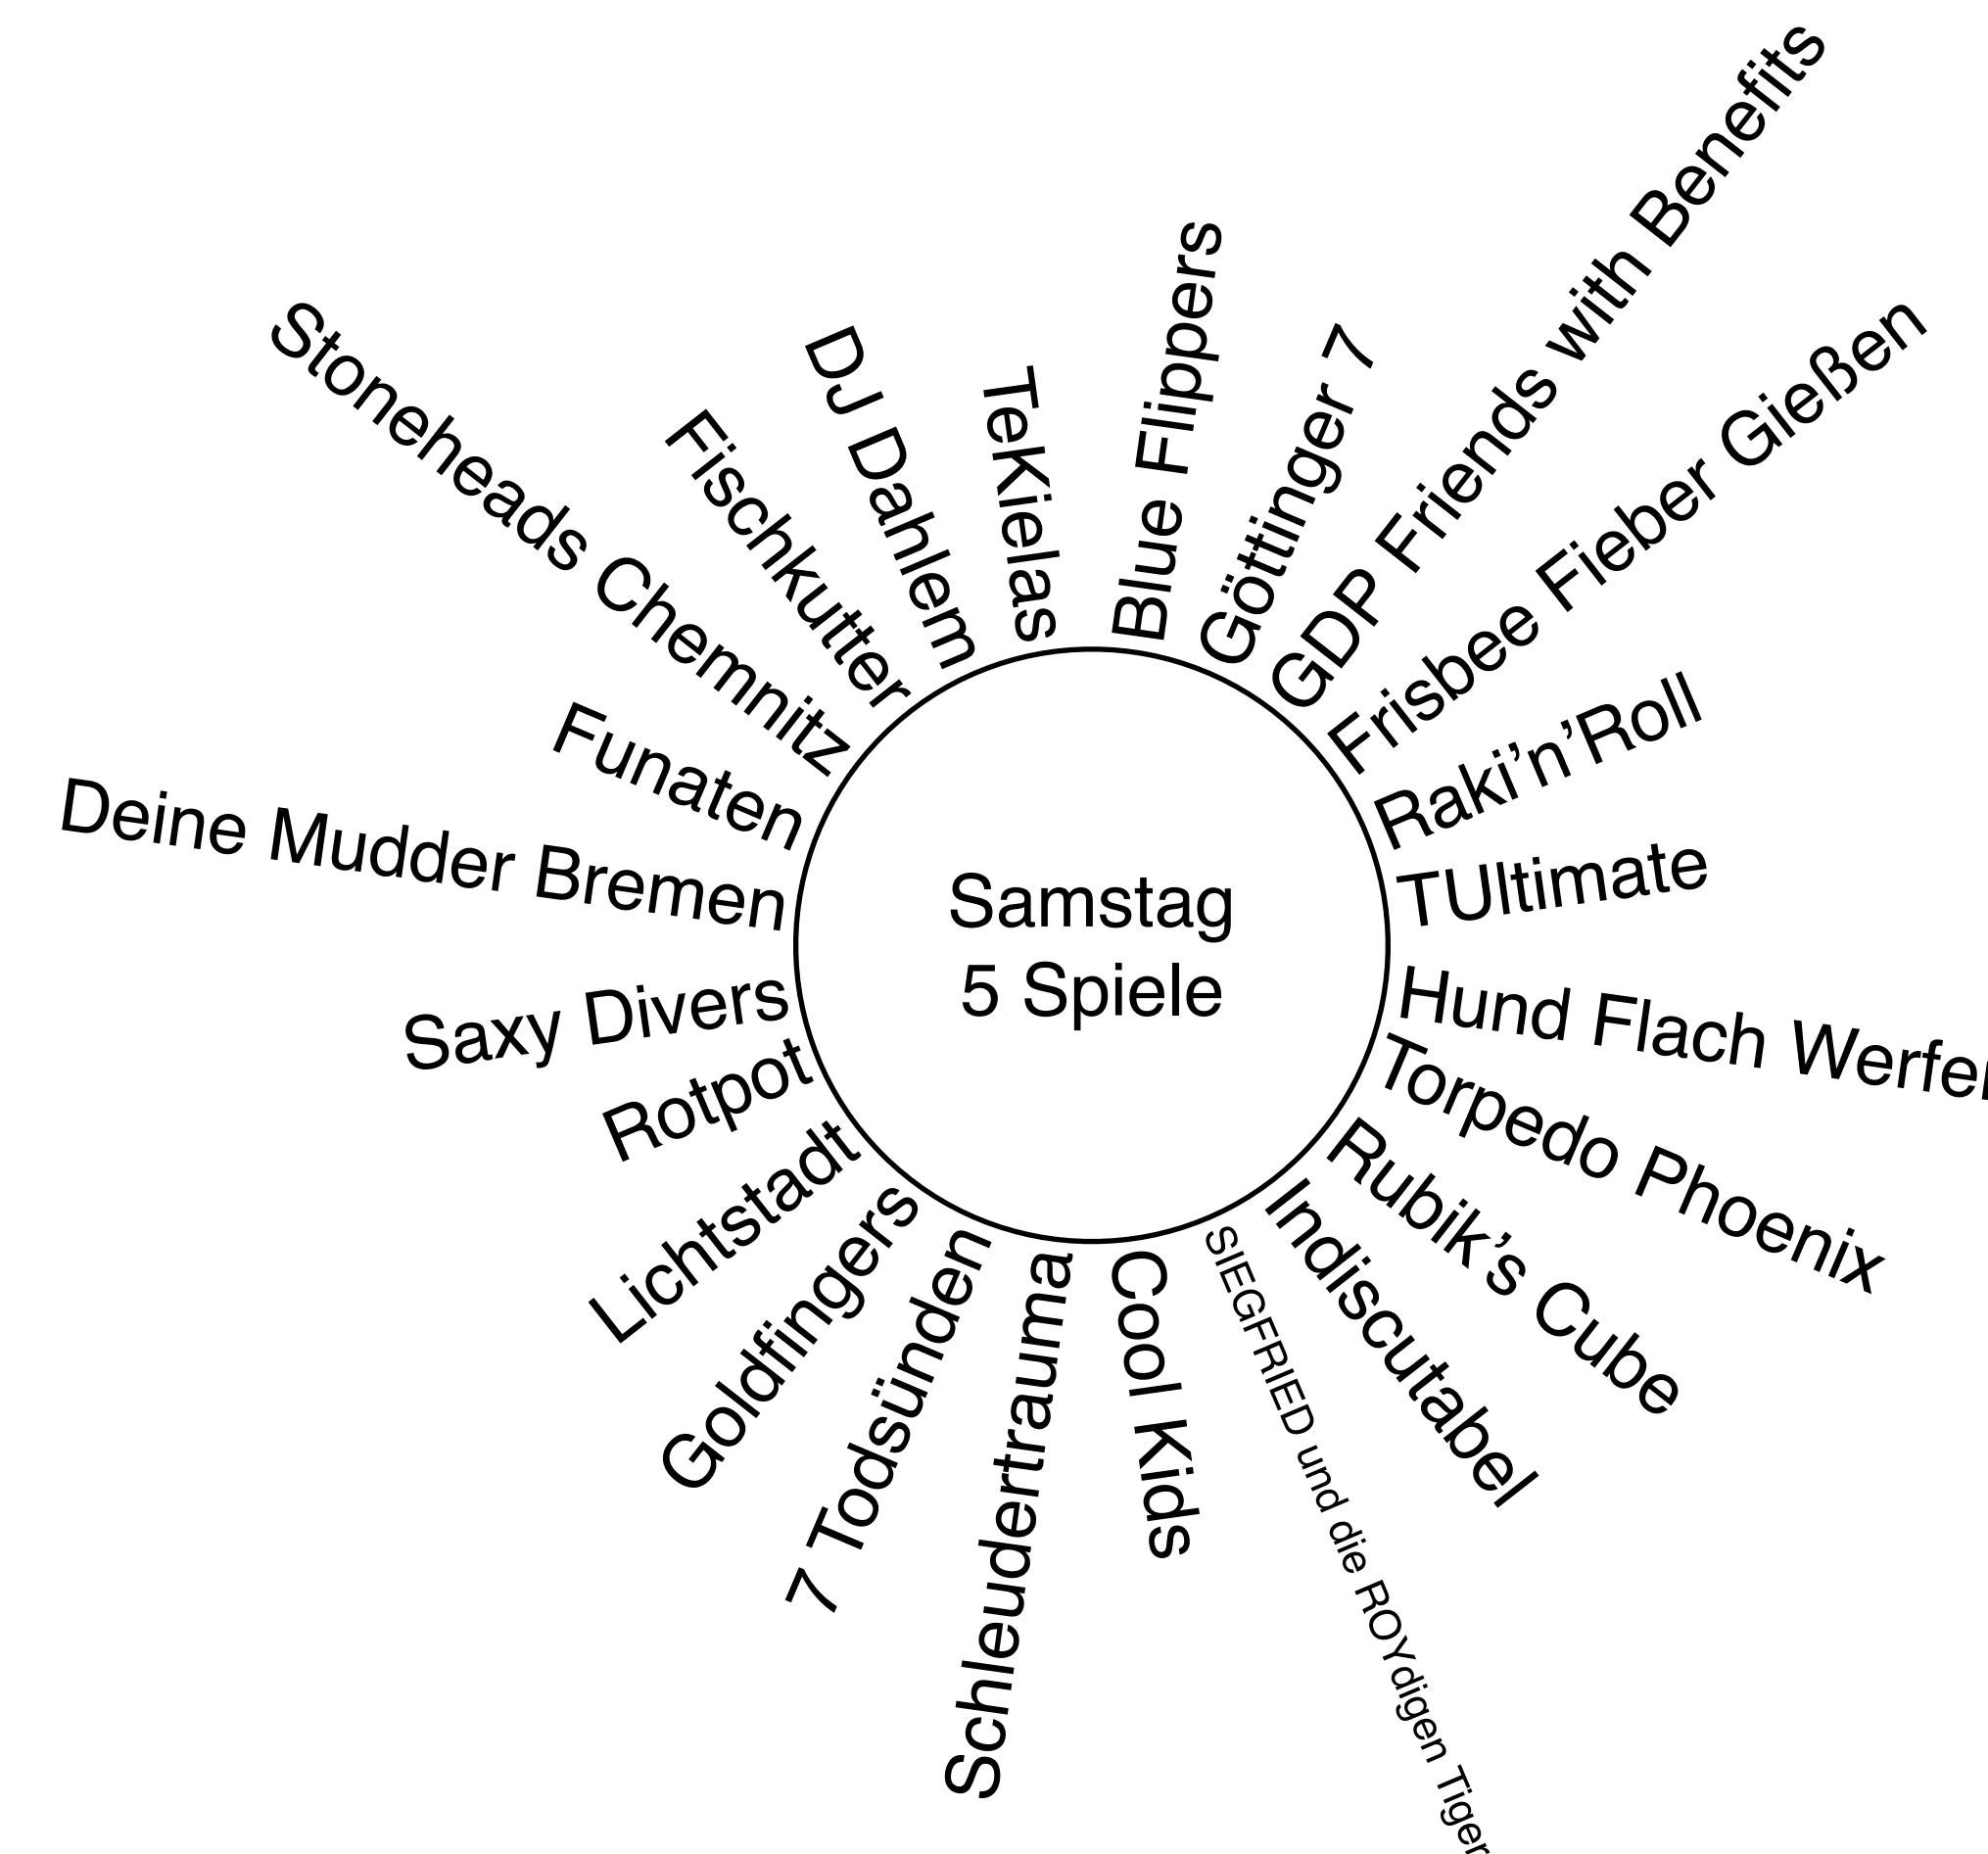 Samstag
5 Spiele
Blue Flippers
Göttinger 7
GDP Friends with Benefits
Frisbee Fieber Gießen
Raki’n’Roll
TUltimate
Hund Flach Werfe
Torpedo Phoenix
Rubik’s Cube
Indiscutabel
SIEGFRIED und die ROYdigen Tiger
Cool Kids
Schleudertrauma
7 Todsünden
Goldfingers
Lichtstadt
Rotpot
Saxy Divers
Deine Mudder Bremen
Funaten
Stoneheads Chemnitz
Fischkutter
DJ Dahlem
TeKielas